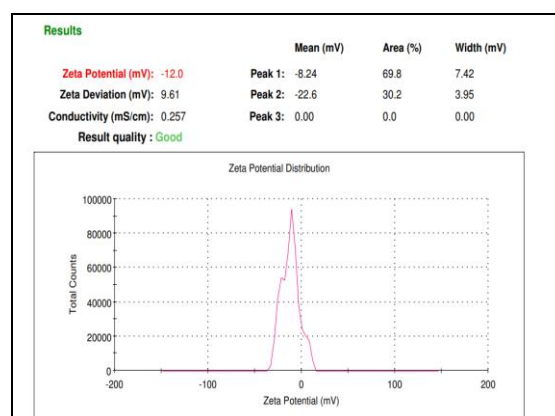 Results
Mean (mV) Area (%) Width (mV)
Zeta Potential (mV): -12.0 Peak 1: -8.24 69.8 7.42
Zeta Deviation (mV): 9.61 Peak 2: -22.6 30.2 3.95
Conductivity (mS/cm): 0.257 Peak 3: 0.00 0.0 0.00
Result quality : Good
Zeta Potential Distribution
100000
80000
60000
40000
20000
0
Total Counts
-200 -100 0 100 200
Zeta Potential (mV)